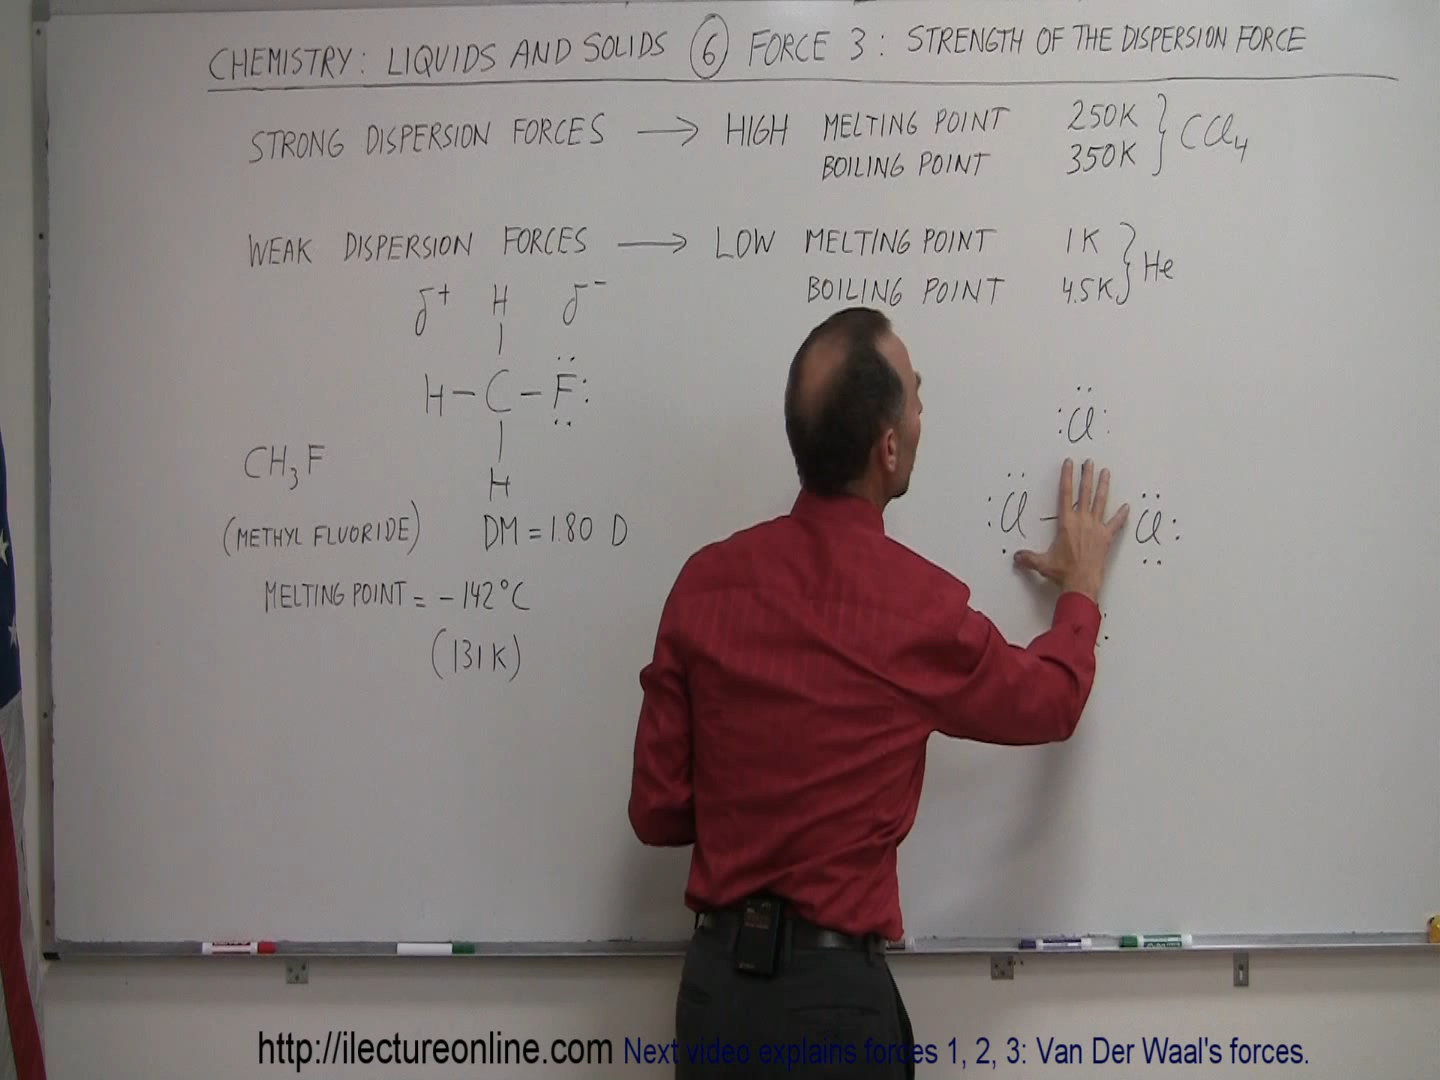 CHEMISTRY: LIQUIDS AND SOLIDS ⑥ FORCE 3: STRENGTH OF THE DISPERSION FORCE
STRONG DISPERSION FORCES → HIGH MELTING POINT 250K } CCl₄
BOILING POINT 350K
WEAK DISPERSION FORCES → LOW MELTING POINT 1K } He
BOILING POINT 4.5K
δ⁺ H δ⁻
H – C – F
H
CH₃F
(METHYL FLUORIDE) DM = 1.80 D
MELTING POINT = -142°C
(131K)
Cl
Cl – Cl
http://ilectureonline.com Next video explains forces 1, 2, 3: Van Der Waal's forces.